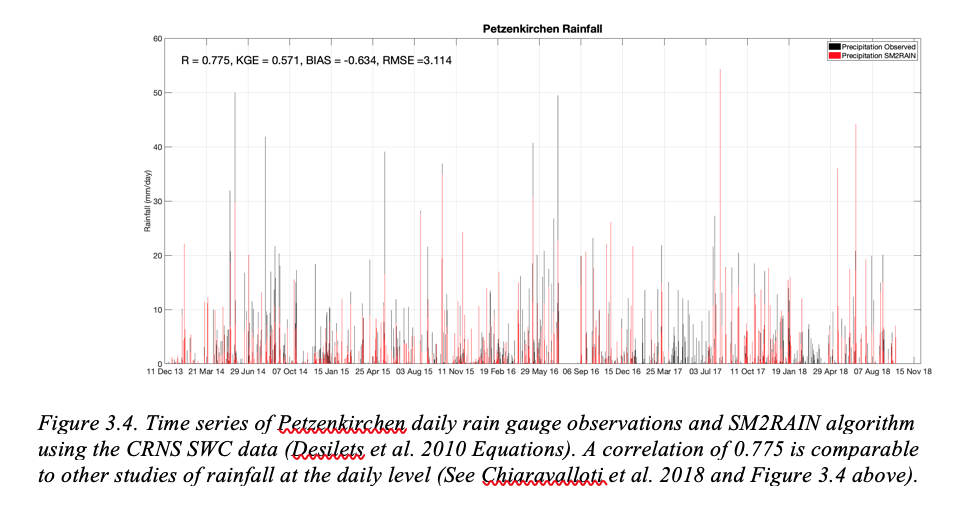 Petzenkirchen Rainfall
60
R = 0.775, KGE = 0.571, BIAS = -0.634, RMSE =3.114
Precipitation Observed
Precipitation SM2RAIN
50
40
30
20
10
0
Rainfall (mm/day)
11 Dec 13 21 Mar 14 29 Jun 14 07 Oct 14 15 Jan 15 25 Apr 15 03 Aug 15 11 Nov 15 19 Feb 16 29 May 16 06 Sep 16 15 Dec 16 25 Mar 17 03 Jul 17 11 Oct 17 19 Jan 18 29 Apr 18 07 Aug 18 15 Nov 18
Figure 3.4. Time series of Petzenkirchen daily rain gauge observations and SM2RAIN algorithm
using the CRNS SWC data (Desilets et al. 2010 Equations). A correlation of 0.775 is comparable
to other studies of rainfall at the daily level (See Chiaravalloti et al. 2018 and Figure 3.4 above).